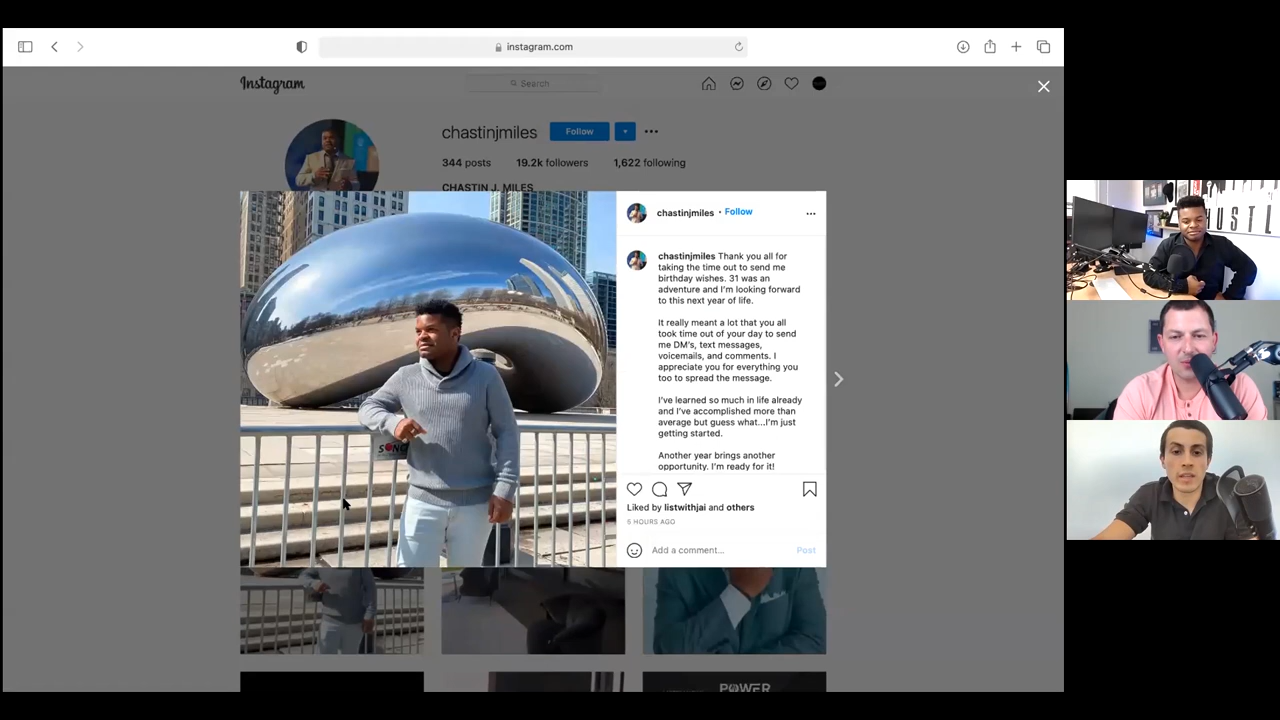 instagram.com
Instagram
Search
chastinjmiles Follow
344 posts 19.2k followers 1,622 following
CHASTIN J. MILES
chastinjmiles • Follow
chastinjmiles Thank you all for
taking the time out to send me
birthday wishes. 31 was an
adventure and I'm looking forward
to this next year of life.
It really meant a lot that you all
took time out of your day to send
me DM's, text messages,
voicemails, and comments. I
appreciate you for everything you
too to spread the message.
I've learned so much in life already
and I've accomplished more than
average but guess what...I'm just
getting started.
Another year brings another
opportunity. I'm ready for it!
Liked by listwithjai and others
5 HOURS AGO
Add a comment... Post
POWER
HUSTL